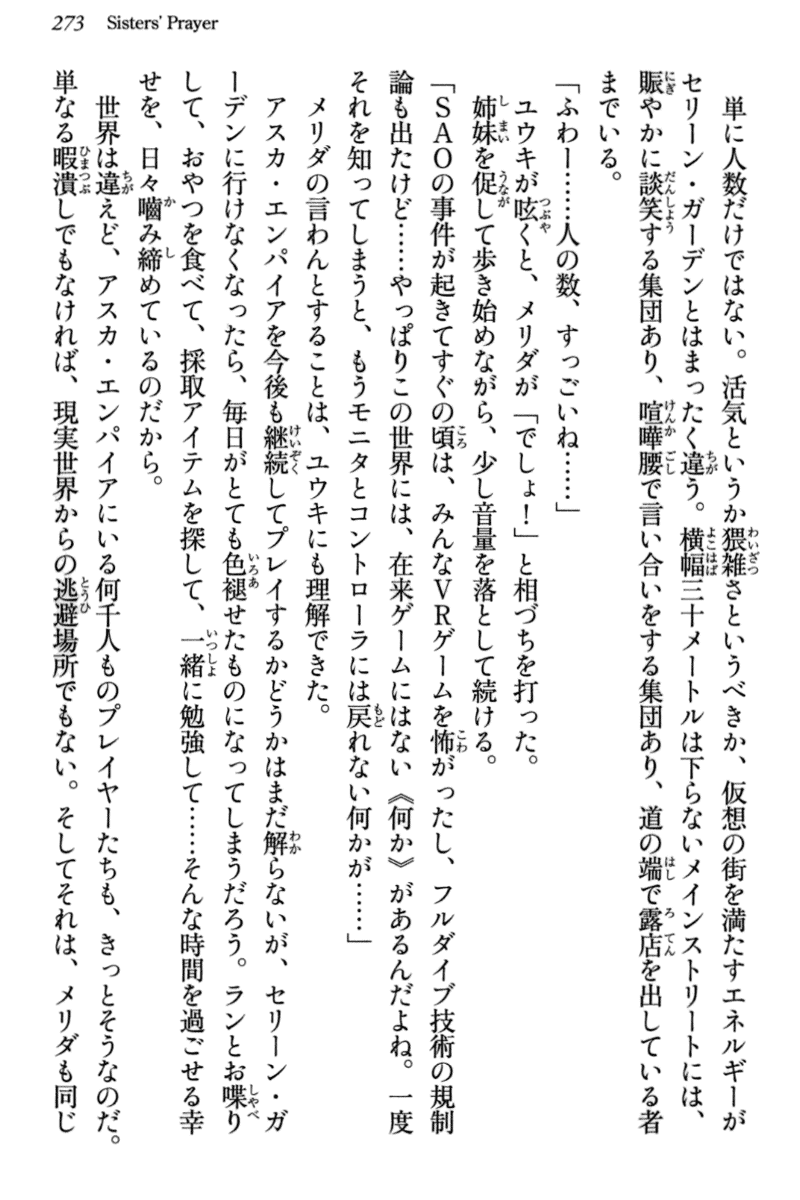 273 Sisters' Prayer
単に人数だけではない。活気というか猥雑さというべきか、仮想の街を満たすエネルギーが
セリーン・ガーデンとはまったく違う。横幅三十メートルは下らないメインストリートには、
賑やかに談笑する集団あり、喧嘩腰で言い合いをする集団あり、道の端で露店を出している者
までいる。
「ふわー……人の数、すっごいね……」
ユウキが呟くと、メリダが「でしょ！」と相づちを打った。
姉妹を促して歩き始めながら、少し音量を落として続ける。
「ＳＡＯの事件が起きてすぐの頃は、みんなＶＲゲームを怖がったし、フルダイブ技術の規制
論も出たけど……やっぱりこの世界には、在来ゲームにはない《何か》があるんだよね。一度
それを知ってしまうと、もうモニタとコントローラには戻れない何かが……」
メリダの言わんとすることは、ユウキにも理解できた。
アスカ・エンパイアを今後も継続してプレイするかどうかはまだ解らないが、セリーン・ガ
ーデンに行けなくなったら、毎日がとても色褪せたものになってしまうだろう。ランとお喋り
して、おやつを食べて、採取アイテムを探して、一緒に勉強して……そんな時間を過ごせる幸
せを、日々嚙み締めているのだから。
世界は違えど、アスカ・エンパイアにいる何千人ものプレイヤーたちも、きっとそうなのだ。
単なる暇潰しでもなければ、現実世界からの逃避場所でもない。そしてそれは、メリダも同じ